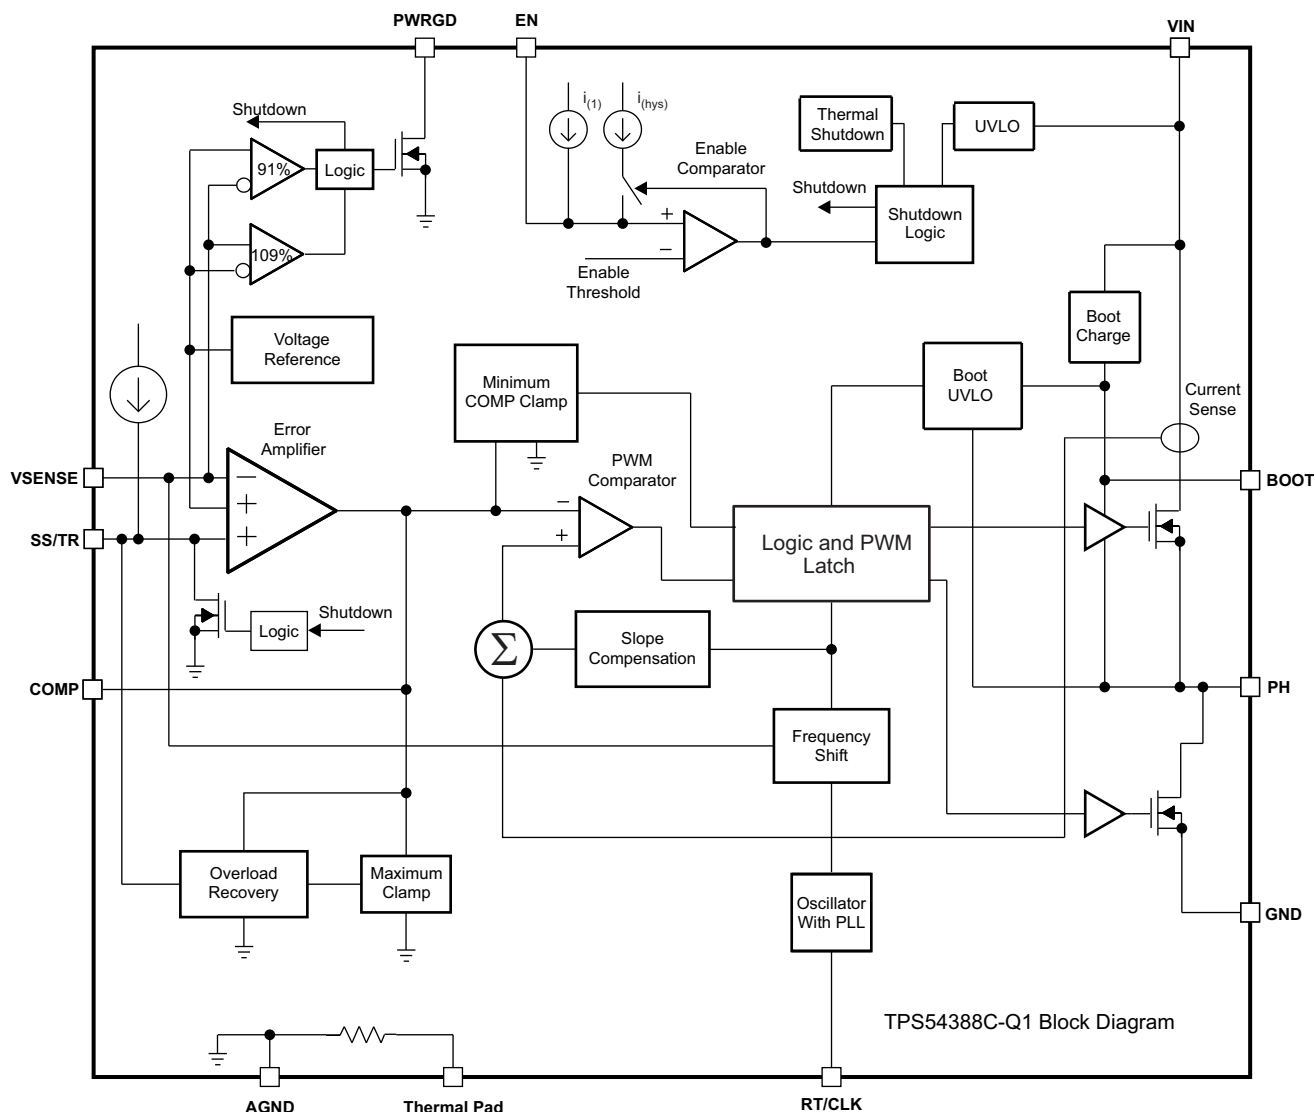 PWRGD
EN
VIN
i(1)
i(hys)
Shutdown
91%
Logic
109%
Enable
Comparator
+
−
Enable
Threshold
Thermal
Shutdown
UVLO
Shutdown
Shutdown
Logic
Voltage
Reference
Boot
Charge
Minimum
COMP Clamp
Boot
UVLO
Current
Sense
Error
Amplifier
VSENSE
−
+
+
SS/TR
PWM
Comparator
−
+
BOOT
Logic and PWM
Latch
Logic
Shutdown
Σ
Slope
Compensation
COMP
PH
Frequency
Shift
Overload
Recovery
Maximum
Clamp
Oscillator
With PLL
GND
TPS54388C-Q1 Block Diagram
AGND
Thermal Pad
RT/CLK